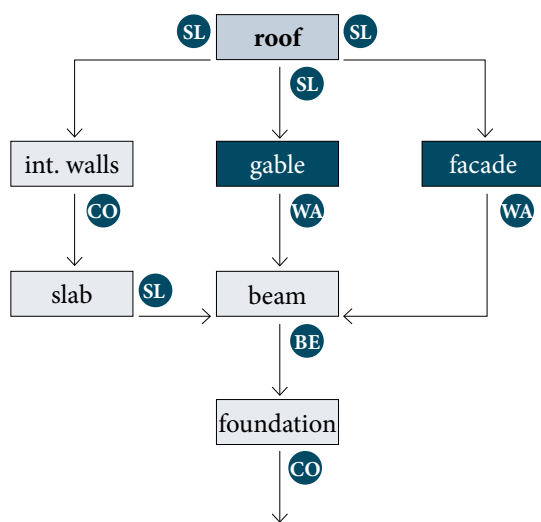 SL
roof
SL
SL
int. walls
gable
facade
CO
WA
WA
slab
SL
beam
BE
foundation
CO